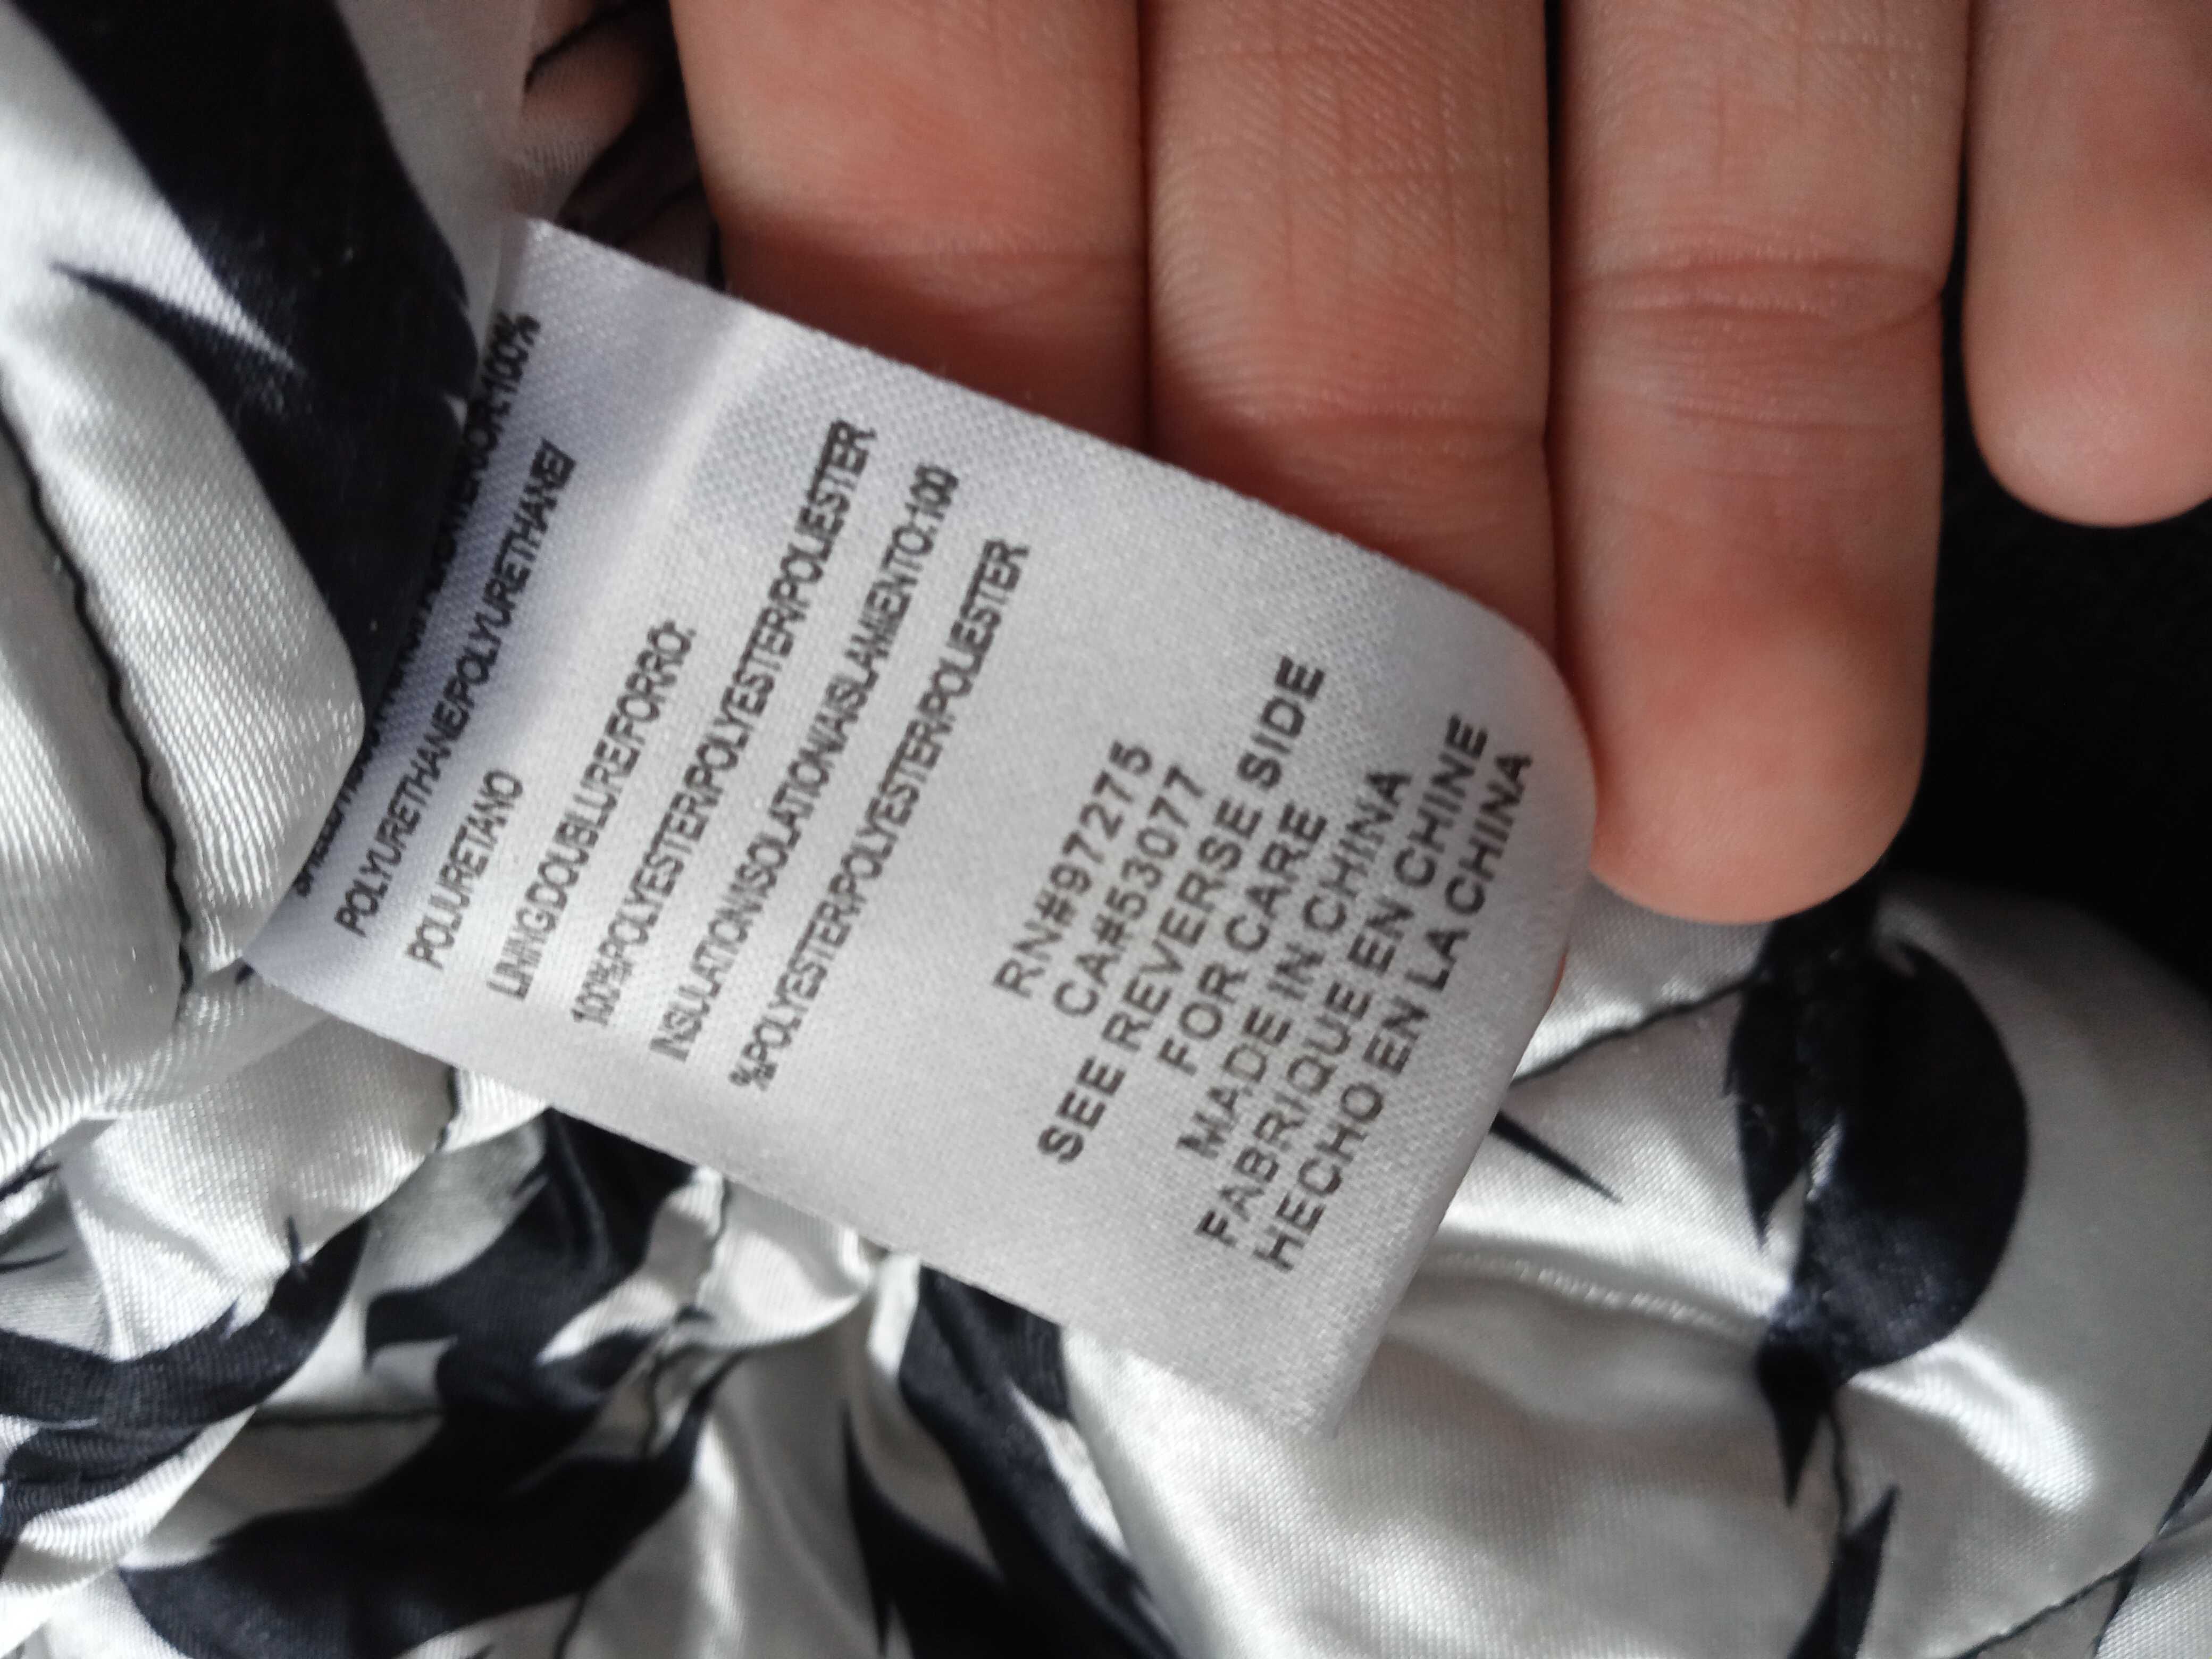 100%
POLYURETHANE/POLYURETHANE/
POLIURETANO
LINING/DOUBLURE/FORRO:
100%POLYESTER/POLYESTER/POLIESTER
INSULATION/ISOLATION/AISLAMIENTO:100
%POLYESTER/POLYESTER/POLIESTER
RN#97275
CA#53077
SEE REVERSE SIDE
FOR CARE
MADE IN CHINA
FABRIQUE EN CHINE
HECHO EN LA CHINA